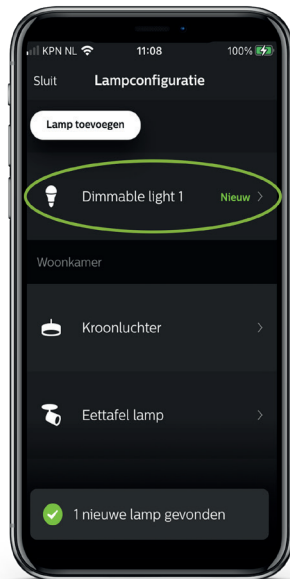 KPN NL 11:08 100%
Sluit Lampconfiguratie
Lamp toevoegen
Dimmable light 1 Nieuw
Woonkamer
Kroonluchter
Eettafel lamp
1 nieuwe lamp gevonden